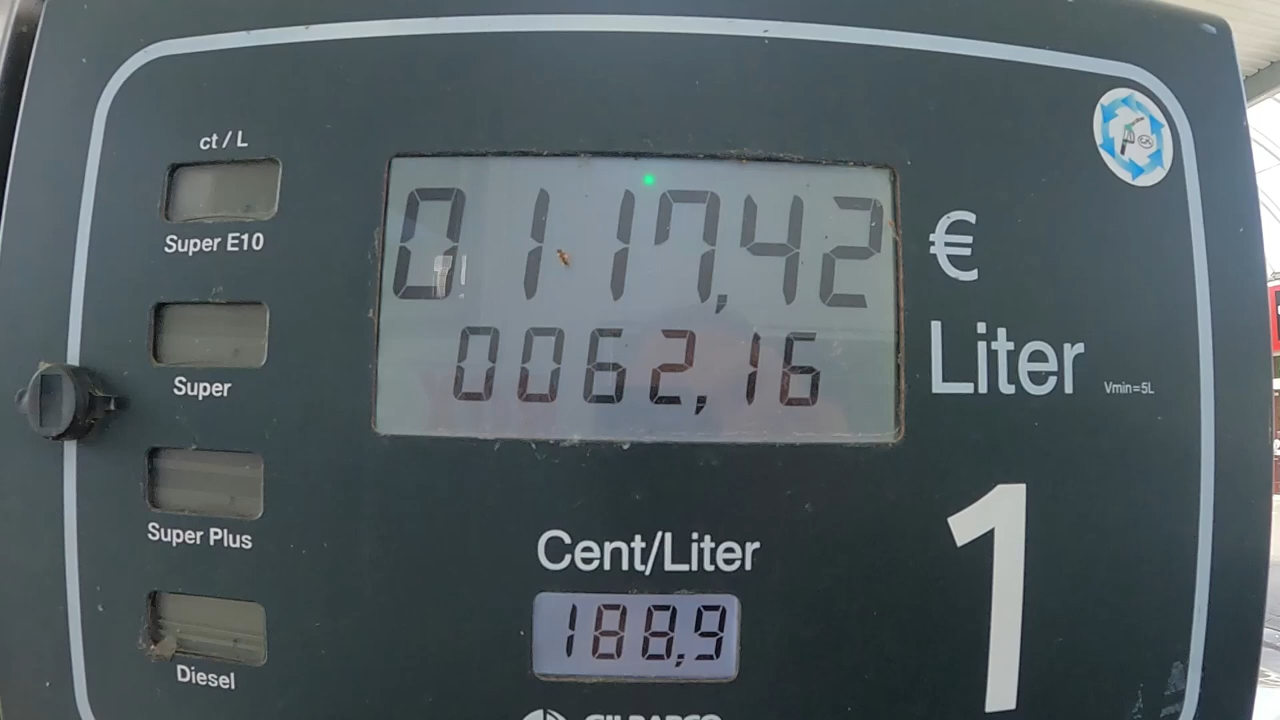 ct / L
Super E10
Super
Super Plus
Diesel
0117,42 €
0062,16 Liter Vmin=5L
Cent/Liter
188,9
1